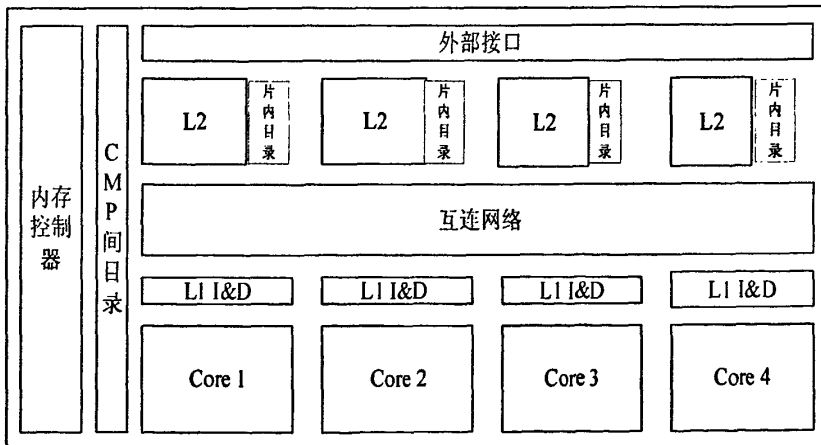 外部接口
L2
片内目录
L2
片内目录
L2
片内目录
L2
片内目录
内存
控制
器
CMP间目录
互连网络
L1 I&D
L1 I&D
L1 I&D
L1 I&D
Core 1
Core 2
Core 3
Core 4